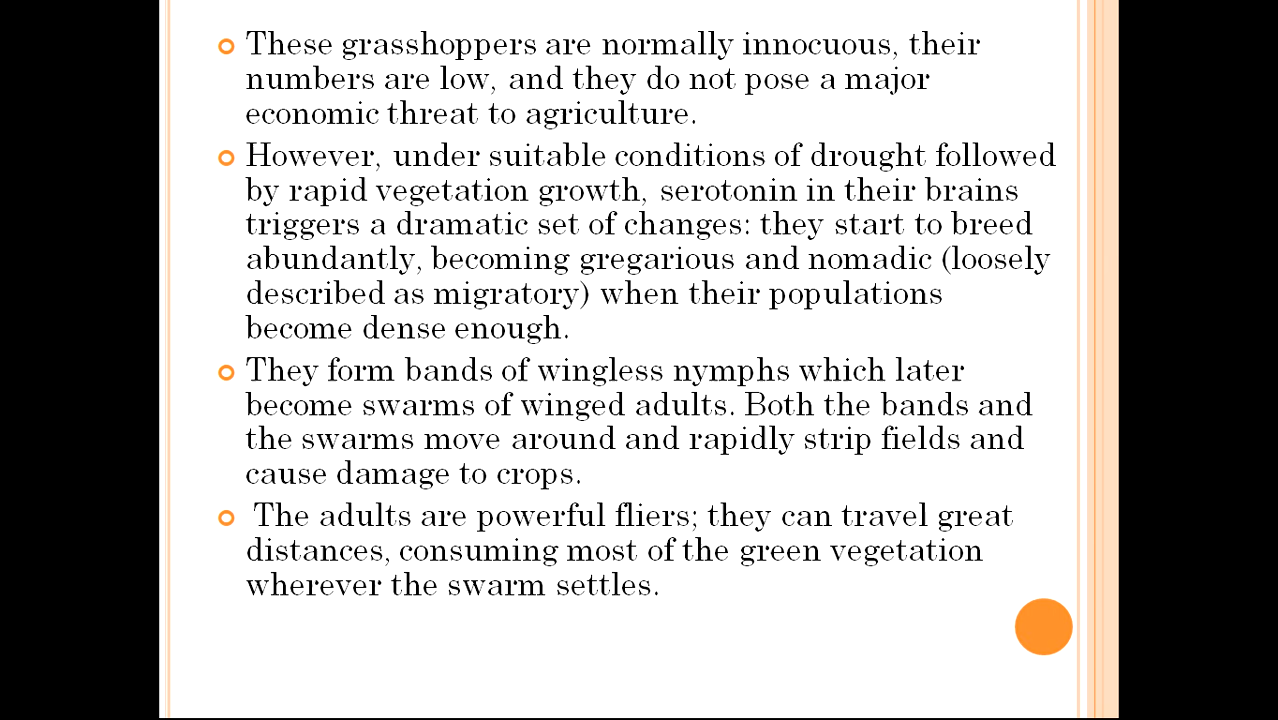 These grasshoppers are normally innocuous, their
numbers are low, and they do not pose a major
economic threat to agriculture.
However, under suitable conditions of drought followed
by rapid vegetation growth, serotonin in their brains
triggers a dramatic set of changes: they start to breed
abundantly, becoming gregarious and nomadic (loosely
described as migratory) when their populations
become dense enough.
They form bands of wingless nymphs which later
become swarms of winged adults. Both the bands and
the swarms move around and rapidly strip fields and
cause damage to crops.
The adults are powerful fliers; they can travel great
distances, consuming most of the green vegetation
wherever the swarm settles.